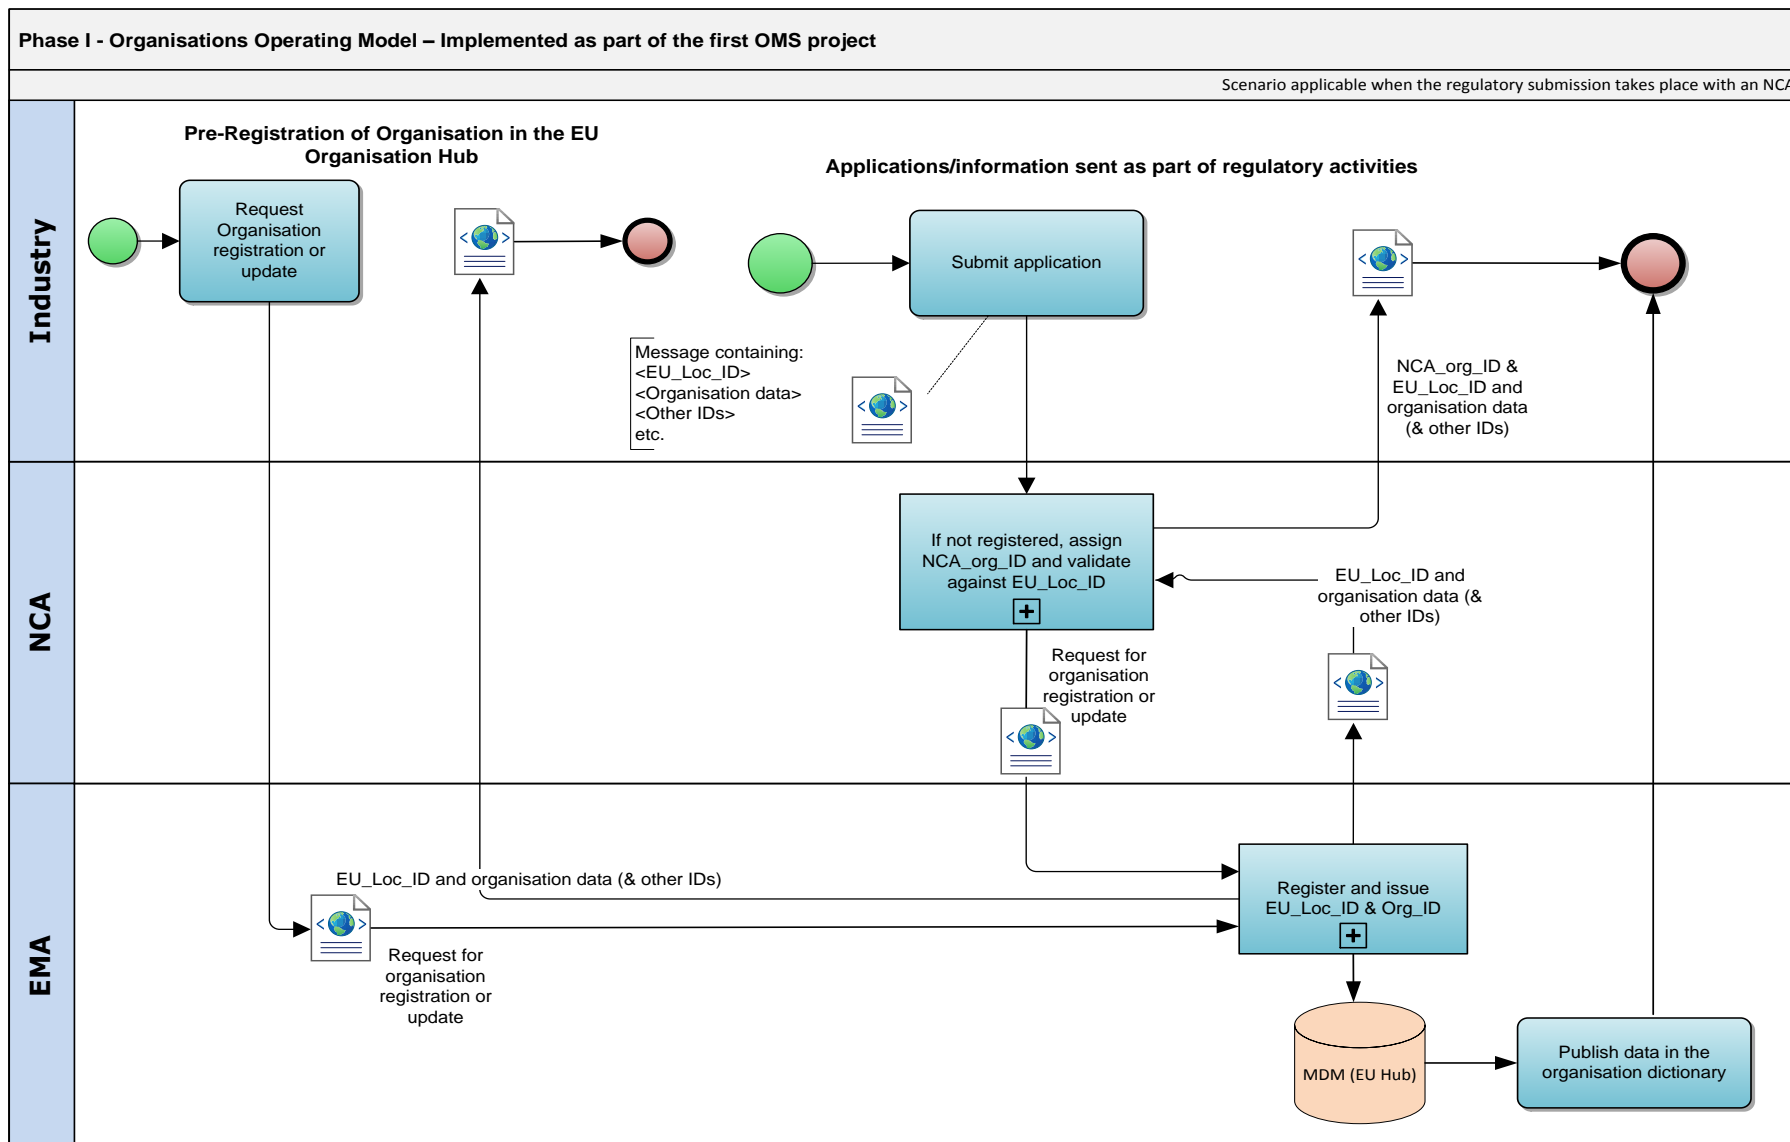 Phase I - Organisations Operating Model – Implemented as part of the first OMS project
Scenario applicable when the regulatory submission takes place with an NCA
Industry
Pre-Registration of Organisation in the EU
Organisation Hub
Applications/information sent as part of regulatory activities
Request
Organisation
registration or
update
Submit application
Message containing:
<EU_Loc_ID>
<Organisation data>
<Other IDs>
etc.
NCA_org_ID &
EU_Loc_ID and
organisation data
(& other IDs)
NCA
If not registered, assign
NCA_org_ID and validate
against EU_Loc_ID
EU_Loc_ID and
organisation data (&
other IDs)
Request for
organisation
registration or
update
EMA
EU_Loc_ID and organisation data (& other IDs)
Register and issue
EU_Loc_ID & Org_ID
Request for
organisation
registration or
update
MDM (EU Hub)
Publish data in the
organisation dictionary